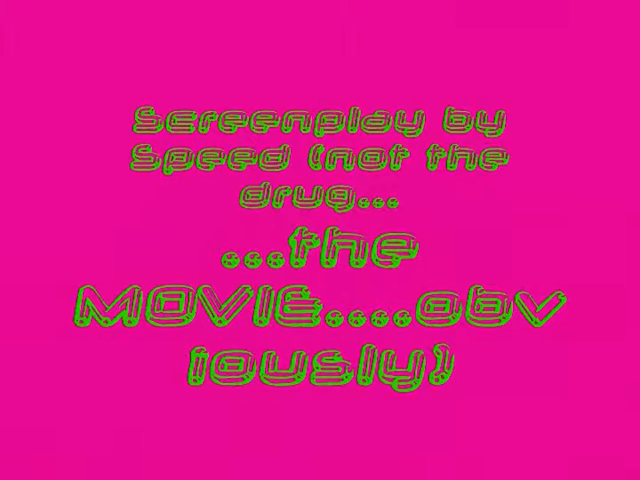 Screenplay by
Speed (not the
drug...
...the
MOVIE....obv
iously)